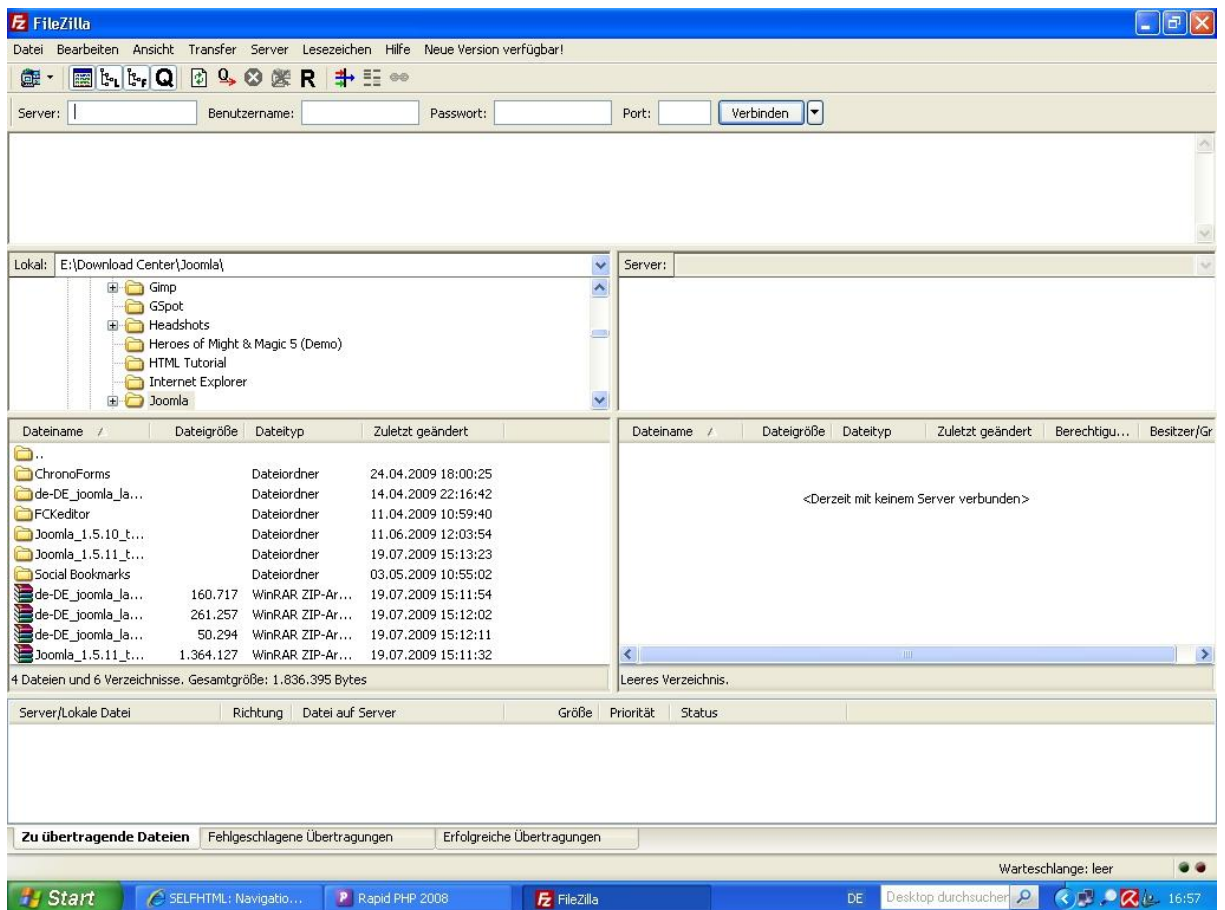 FileZilla
Datei Bearbeiten Ansicht Transfer Server Lesezeichen Hilfe Neue Version verfügbar!
Server: Benutzername: Passwort: Port: Verbinden
Lokal: E:\Download Center\Joomla\
Server:
Gimp
GSpot
Headshots
Heroes of Might & Magic 5 (Demo)
HTML Tutorial
Internet Explorer
Joomla
Dateiname Dateigröße Dateityp Zuletzt geändert
..
ChronoForms Dateiordner 24.04.2009 18:00:25
de-DE_joomla_la... Dateiordner 14.04.2009 22:16:42
FCKeditor Dateiordner 11.04.2009 10:59:40
Joomla_1.5.10_t... Dateiordner 11.06.2009 12:03:54
Joomla_1.5.11_t... Dateiordner 19.07.2009 15:13:23
Social Bookmarks Dateiordner 03.05.2009 10:55:02
de-DE_joomla_la... 160.717 WinRAR ZIP-Ar... 19.07.2009 15:11:54
de-DE_joomla_la... 261.257 WinRAR ZIP-Ar... 19.07.2009 15:12:02
de-DE_joomla_la... 50.294 WinRAR ZIP-Ar... 19.07.2009 15:12:11
Joomla_1.5.11_t... 1.364.127 WinRAR ZIP-Ar... 19.07.2009 15:11:32
4 Dateien und 6 Verzeichnisse. Gesamtgröße: 1.836.395 Bytes
Dateiname Dateigröße Dateityp Zuletzt geändert Berechtigu... Besitzer/Gr
<Derzeit mit keinem Server verbunden>
Leeres Verzeichnis.
Server/Lokale Datei Richtung Datei auf Server Größe Priorität Status
Zu übertragende Dateien Fehlgeschlagene Übertragungen Erfolgreiche Übertragungen
Warteschlange: leer
Start SELFHTML: Navigatio... Rapid PHP 2008 FileZilla DE Desktop durchsucher 16:57